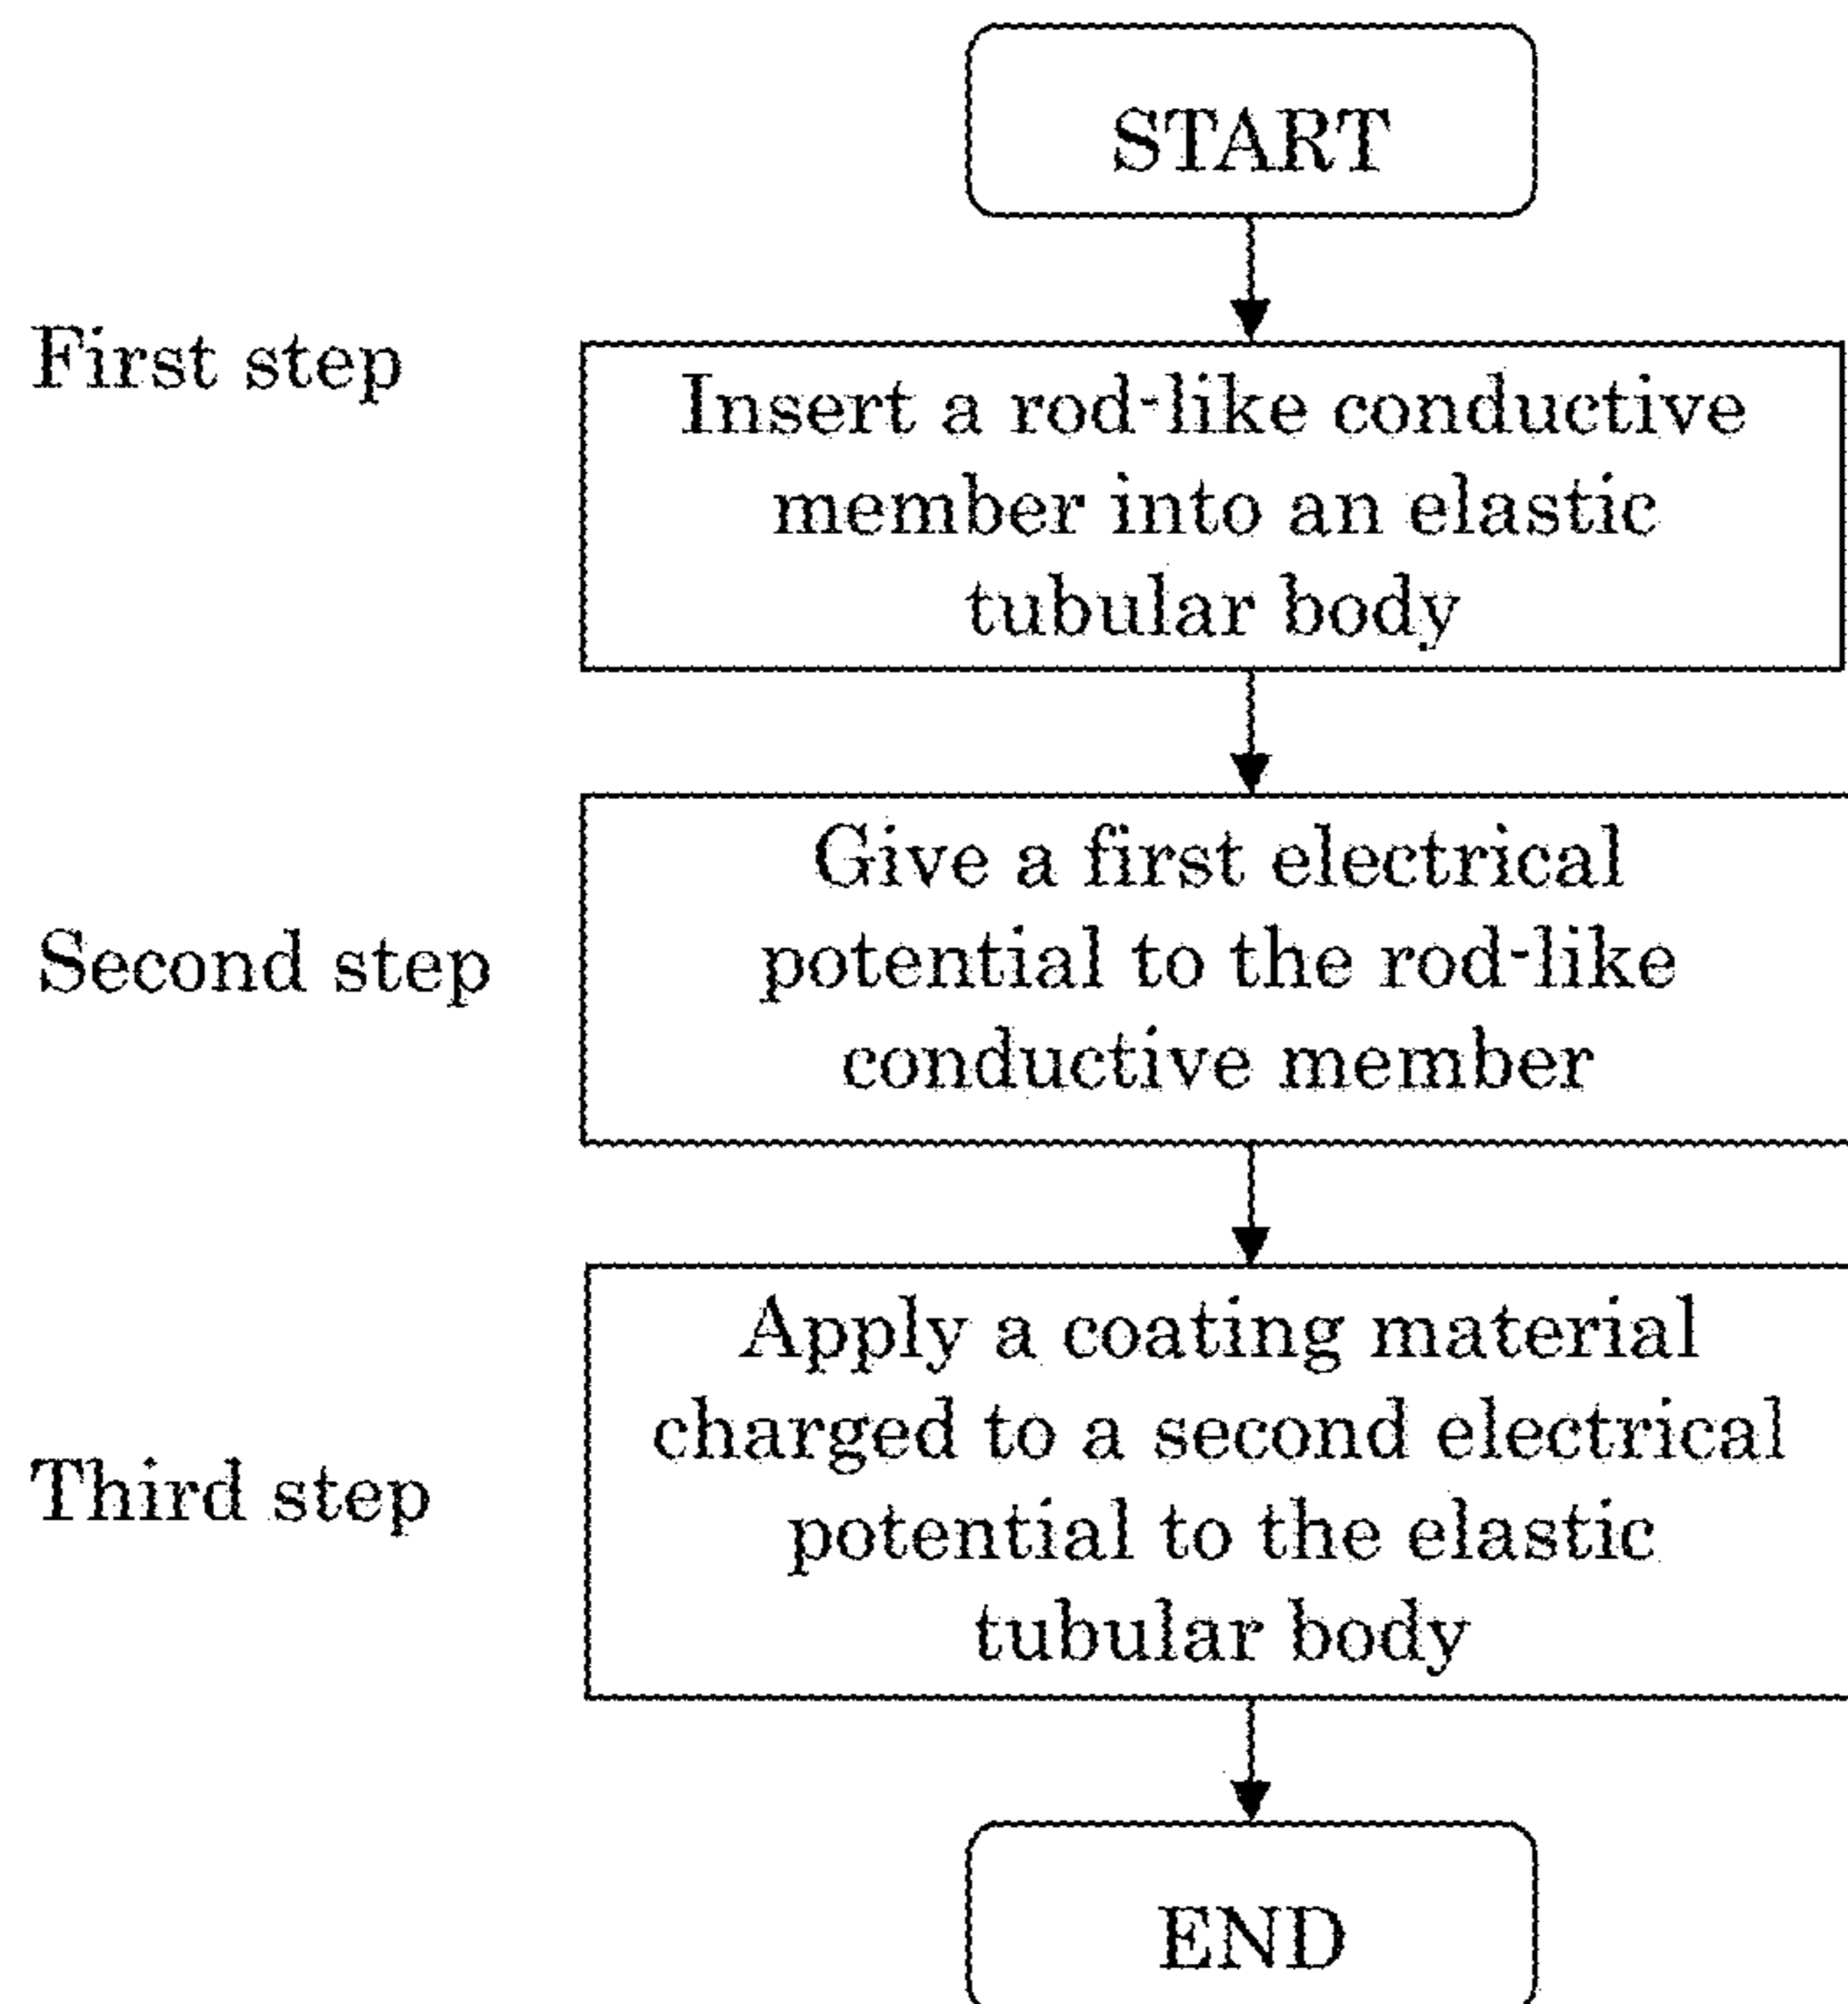 START
First step
Insert a rod-like conductive
member into an elastic
tubular body
Second step
Give a first electrical
potential to the rod-like
conductive member
Third step
Apply a coating material
charged to a second electrical
potential to the elastic
tubular body
END